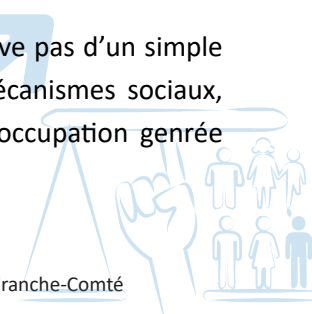 ve pas d’un simple
écanismes sociaux,
occupation genrée
ranche-Comté